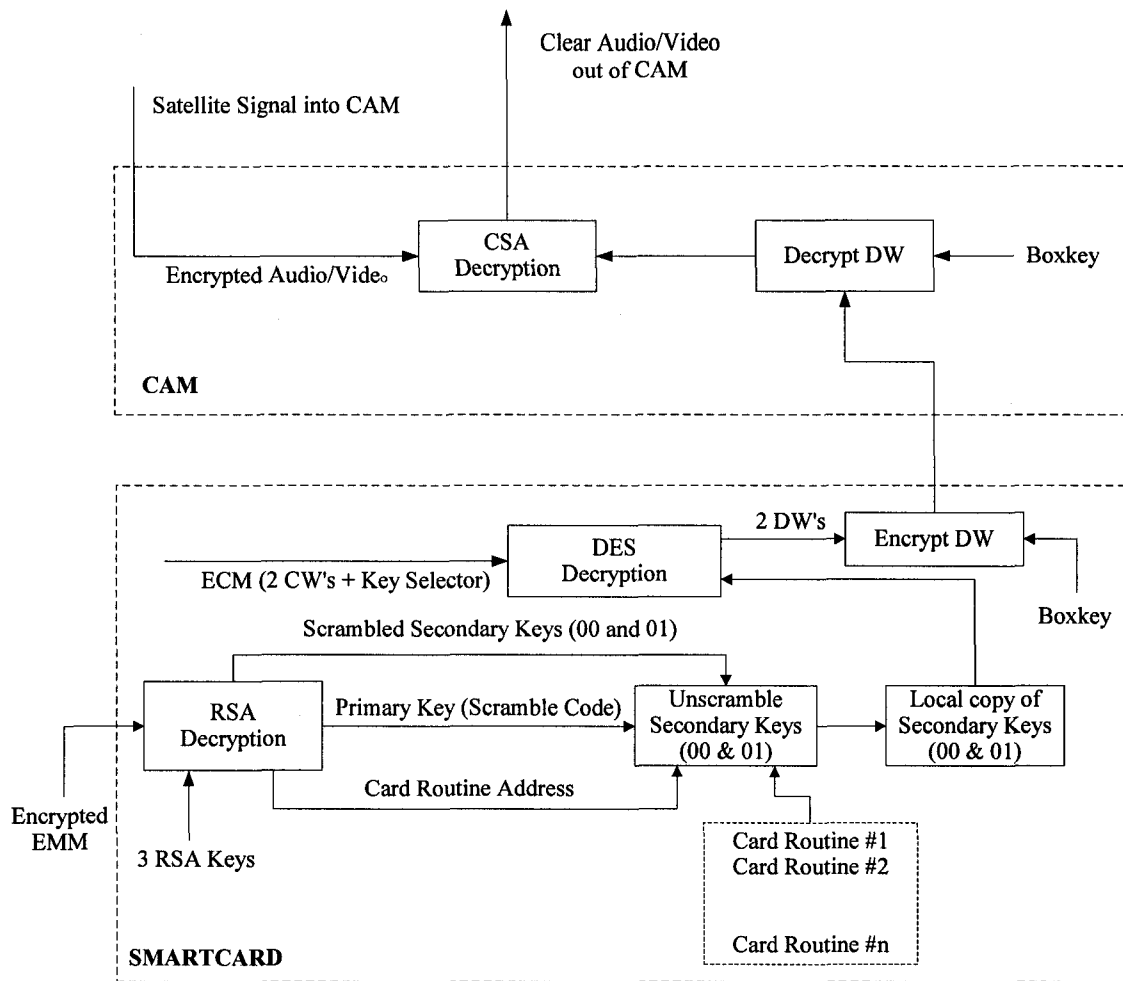 Clear Audio/Video
out of CAM
Satellite Signal into CAM
CSA
Decryption
Decrypt DW
Boxkey
Encrypted Audio/Video
CAM
2 DW's
DES
Decryption
Encrypt DW
ECM (2 CW's + Key Selector)
Boxkey
Scrambled Secondary Keys (00 and 01)
RSA
Decryption
Primary Key (Scramble Code)
Unscramble
Secondary Keys
(00 & 01)
Local copy of
Secondary Keys
(00 & 01)
Card Routine Address
Encrypted
EMM
3 RSA Keys
Card Routine #1
Card Routine #2
Card Routine #n
SMARTCARD